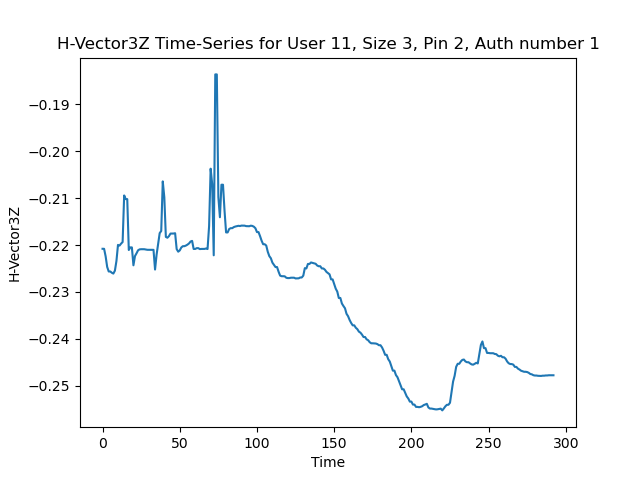 H-Vector3Z Time-Series for User 11, Size 3, Pin 2, Auth number 1
H-Vector3Z
−0.19
−0.20
−0.21
−0.22
−0.23
−0.24
−0.25
0 50 100 150 200 250 300
Time